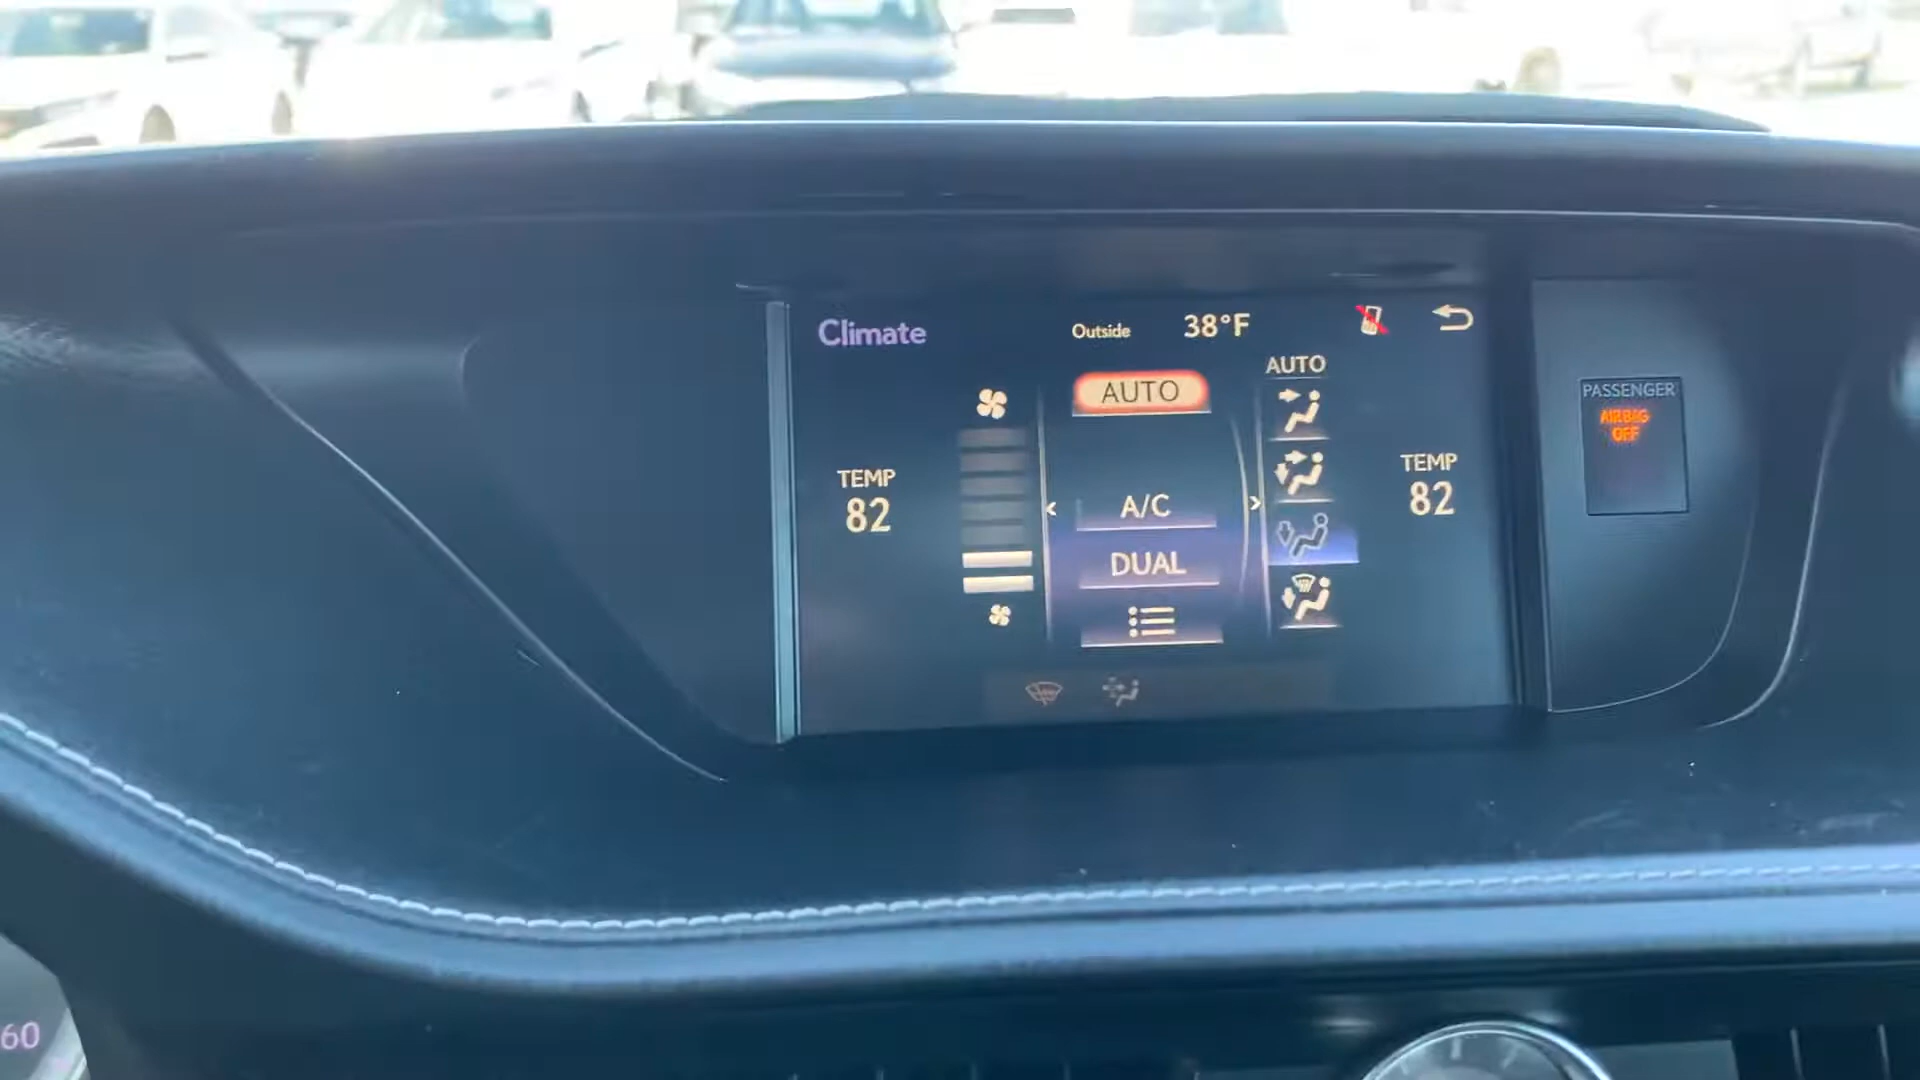 Climate
Outside 38°F
AUTO
AUTO
PASSENGER
AIRBAG
OFF
TEMP
82
TEMP
82
A/C
DUAL
60